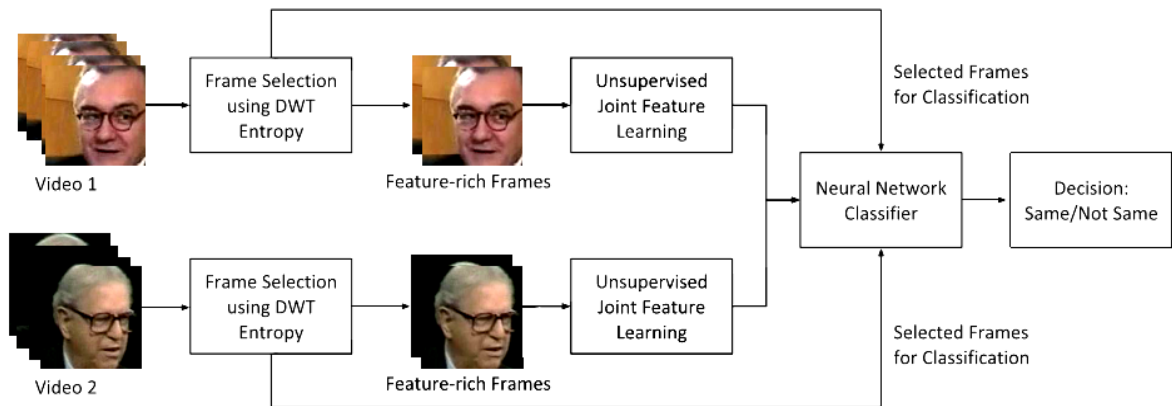 Frame Selection
using DWT
Entropy
Unsupervised
Joint Feature
Learning
Selected Frames
for Classification
Video 1
Feature-rich Frames
Neural Network
Classifier
Decision:
Same/Not Same
Frame Selection
using DWT
Entropy
Unsupervised
Joint Feature
Learning
Selected Frames
for Classification
Video 2
Feature-rich Frames